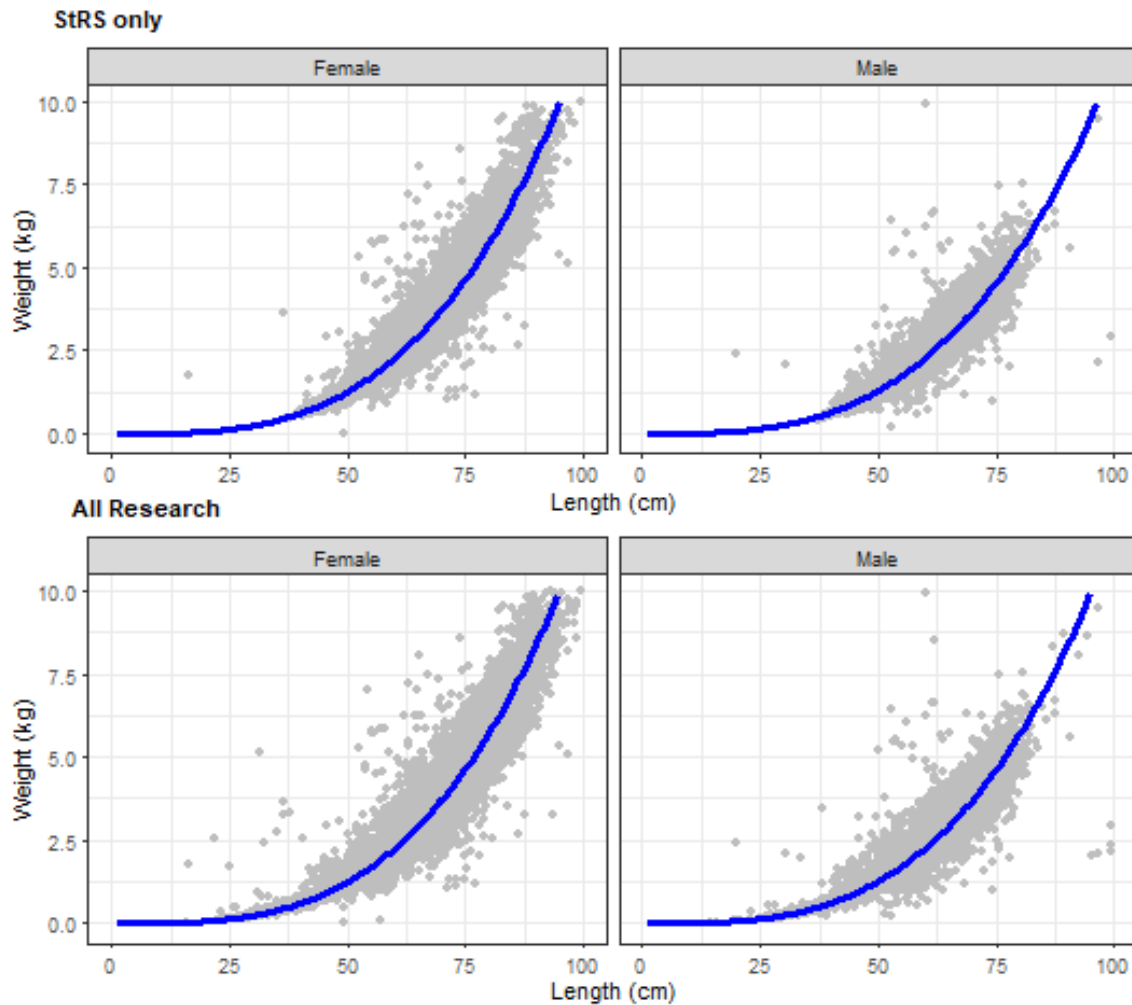 StRS only
Female Male
Weight (kg)
10.0
7.5
5.0
2.5
0.0
0 25 50 75 100 0 25 50 75 100
Length (cm)
All Research
Female Male
Weight (kg)
10.0
7.5
5.0
2.5
0.0
0 25 50 75 100 0 25 50 75 100
Length (cm)